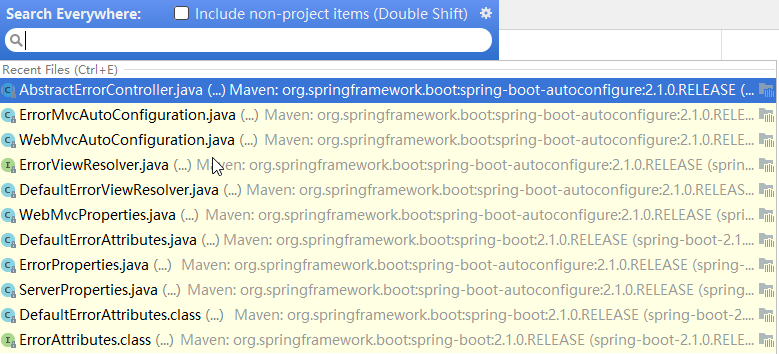 Search Everywhere: Include non-project items (Double Shift)
Recent Files (Ctrl+E)
AbstractErrorController.java (...) Maven: org.springframework.boot:spring-boot-autoconfigure:2.1.0.RELEASE (...
ErrorMvcAutoConfiguration.java (...) Maven: org.springframework.boot:spring-boot-autoconfigure:2.1.0.RELE...
WebMvcAutoConfiguration.java (...) Maven: org.springframework.boot:spring-boot-autoconfigure:2.1.0.RELEA...
ErrorViewResolver.java (...) Maven: org.springframework.boot:spring-boot-autoconfigure:2.1.0.RELEASE (sprin...
DefaultErrorViewResolver.java (...) Maven: org.springframework.boot:spring-boot-autoconfigure:2.1.0.RELEAS...
WebMvcProperties.java (...) Maven: org.springframework.boot:spring-boot-autoconfigure:2.1.0.RELEASE (spri...
DefaultErrorAttributes.java (...) Maven: org.springframework.boot:spring-boot:2.1.0.RELEASE (spring-boot-2.1....
ErrorProperties.java (...) Maven: org.springframework.boot:spring-boot-autoconfigure:2.1.0.RELEASE (spring-...
ServerProperties.java (...) Maven: org.springframework.boot:spring-boot-autoconfigure:2.1.0.RELEASE (spring-...
DefaultErrorAttributes.class (...) Maven: org.springframework.boot:spring-boot:2.1.0.RELEASE (spring-boot-2....
ErrorAttributes.class (...) Maven: org.springframework.boot:spring-boot:2.1.0.RELEASE (spring-boot-2.1.0.RE...